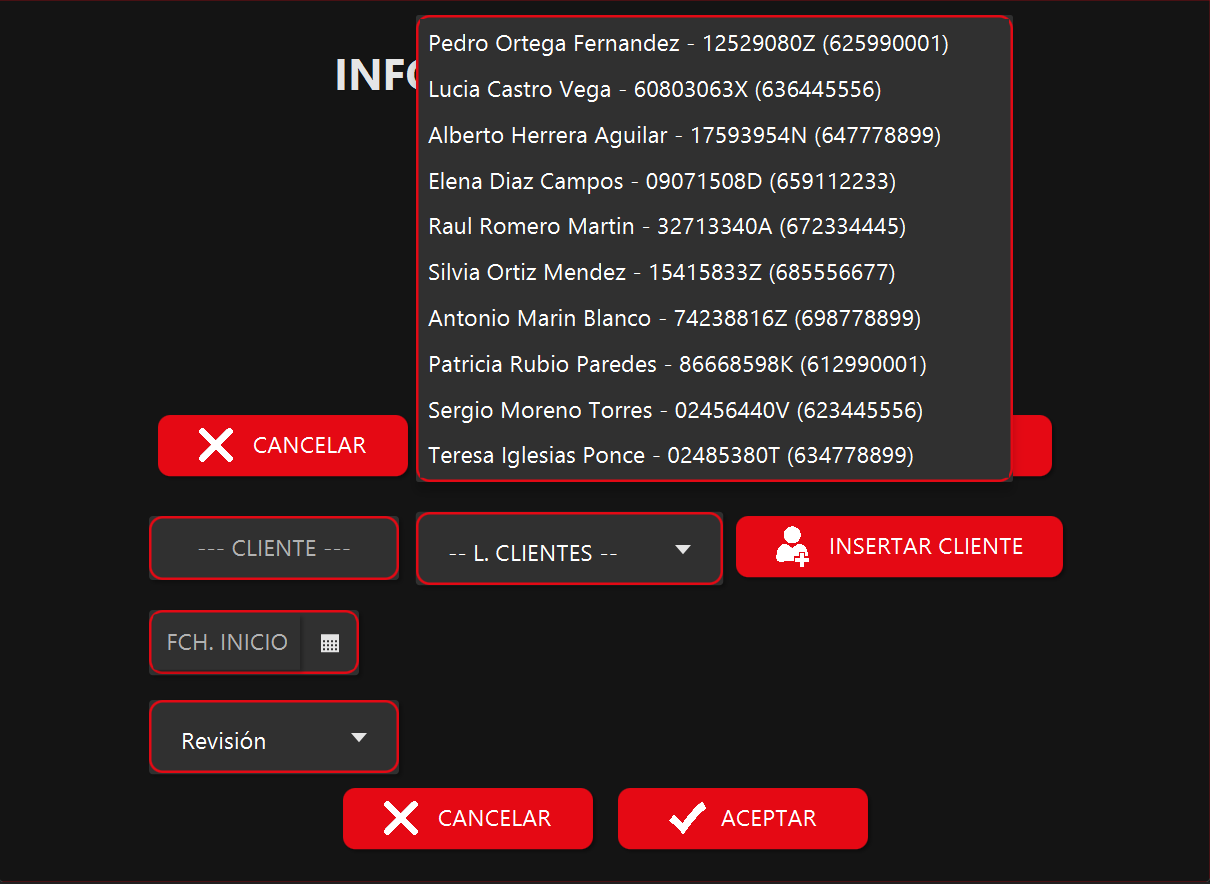 Pedro Ortega Fernandez - 12529080Z (625990001)
Lucia Castro Vega - 60803063X (636445556)
Alberto Herrera Aguilar - 17593954N (647778899)
Elena Diaz Campos - 09071508D (659112233)
Raul Romero Martin - 32713340A (672334445)
Silvia Ortiz Mendez - 15415833Z (685556677)
Antonio Marin Blanco - 74238816Z (698778899)
Patricia Rubio Paredes - 86668598K (612990001)
Sergio Moreno Torres - 02456440V (623445556)
Teresa Iglesias Ponce - 02485380T (634778899)
CANCELAR
--- CLIENTE ---
-- L. CLIENTES --
INSERTAR CLIENTE
FCH. INICIO
Revisión
CANCELAR
ACEPTAR